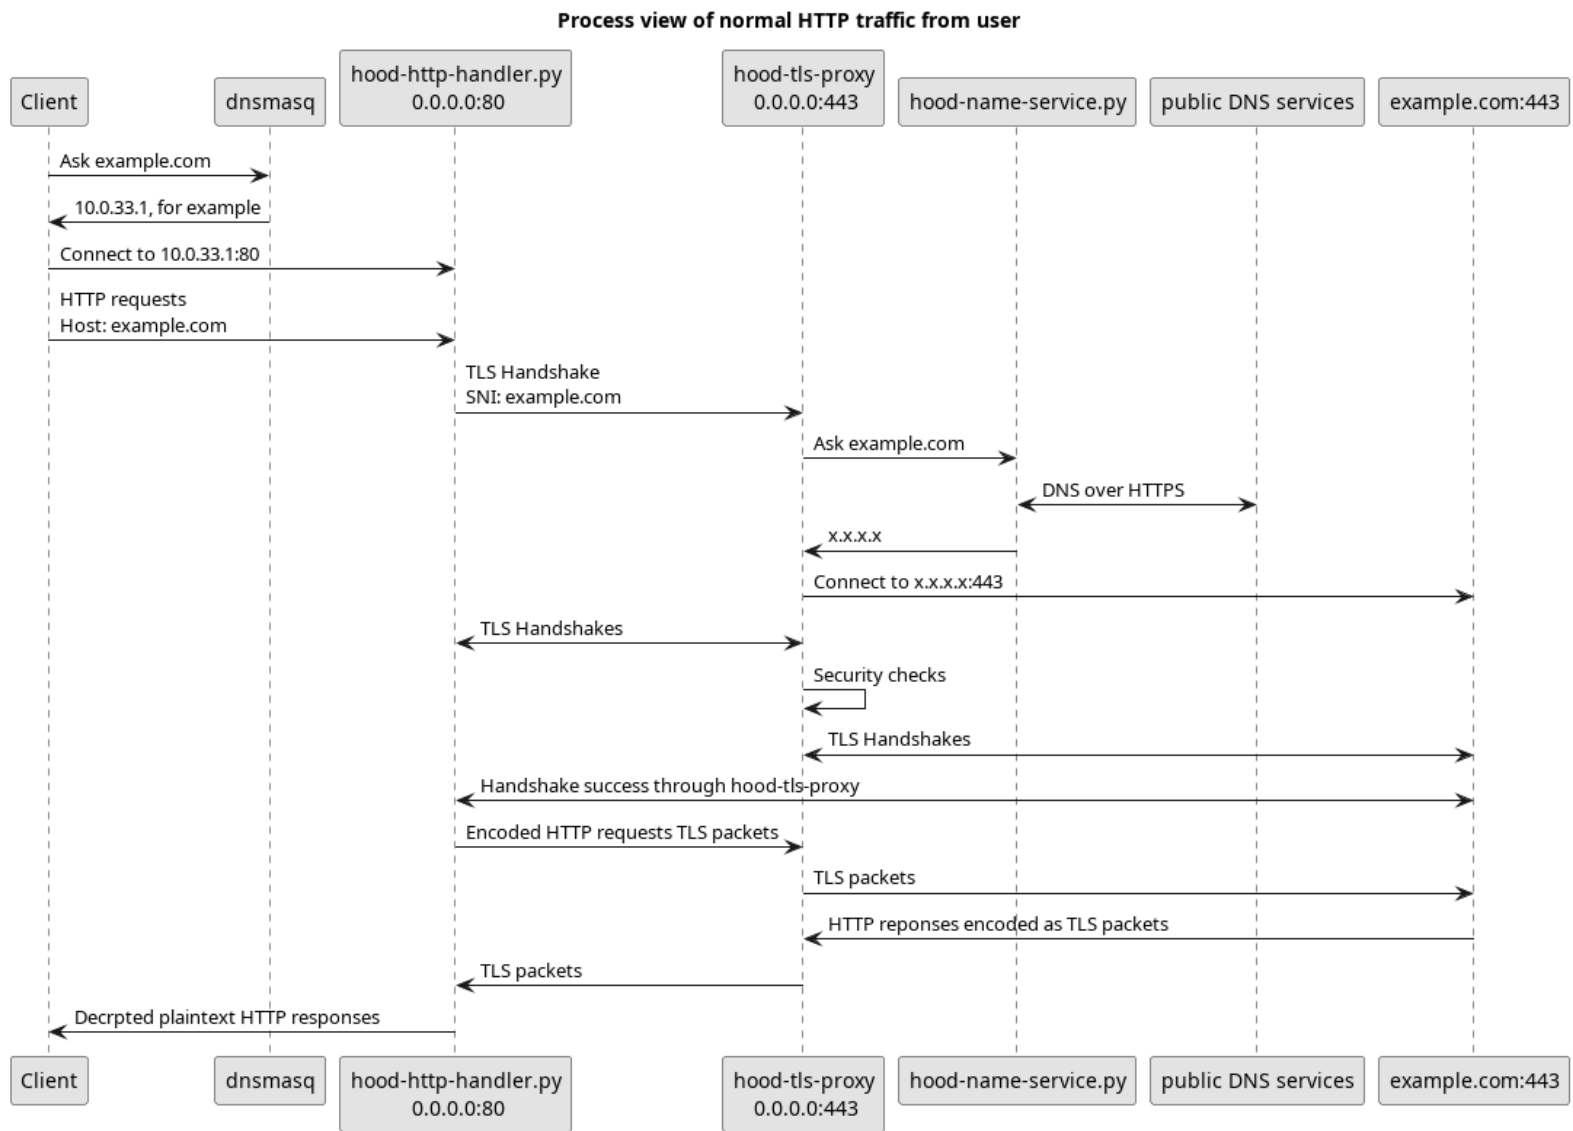 Process view of normal HTTP traffic from user
Client
dnsmasq
hood-http-handler.py
0.0.0.0:80
hood-tls-proxy
0.0.0.0:443
hood-name-service.py
public DNS services
example.com:443
Ask example.com
10.0.33.1, for example
Connect to 10.0.33.1:80
HTTP requests
Host: example.com
TLS Handshake
SNI: example.com
Ask example.com
DNS over HTTPS
x.x.x.x
Connect to x.x.x.x:443
TLS Handshakes
Security checks
TLS Handshakes
Handshake success through hood-tls-proxy
Encoded HTTP requests TLS packets
TLS packets
HTTP reponses encoded as TLS packets
TLS packets
Decrpted plaintext HTTP responses
Client
dnsmasq
hood-http-handler.py
0.0.0.0:80
hood-tls-proxy
0.0.0.0:443
hood-name-service.py
public DNS services
example.com:443